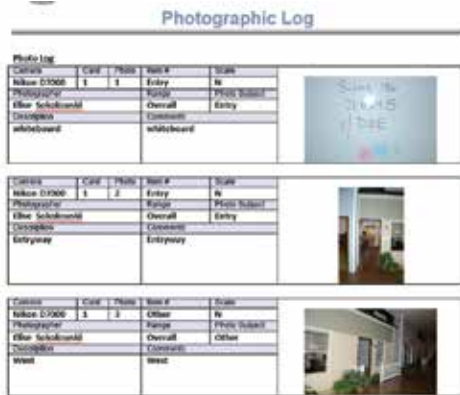 Photographic Log
Photo Log
Camera Card Photo Item # Scale
Nikon D7000 1 1 Entry N
Photographer Range Photo Subject
Elise Sokolowski Overall Entry
Description Comments
whiteboard whiteboard
Camera Card Photo Item # Scale
Nikon D7000 1 2 Entry N
Photographer Range Photo Subject
Elise Sokolowski Overall Entry
Description Comments
Entryway Entryway
Camera Card Photo Item # Scale
Nikon D7000 1 3 Other N
Photographer Range Photo Subject
Elise Sokolowski Overall Other
Description Comments
West West